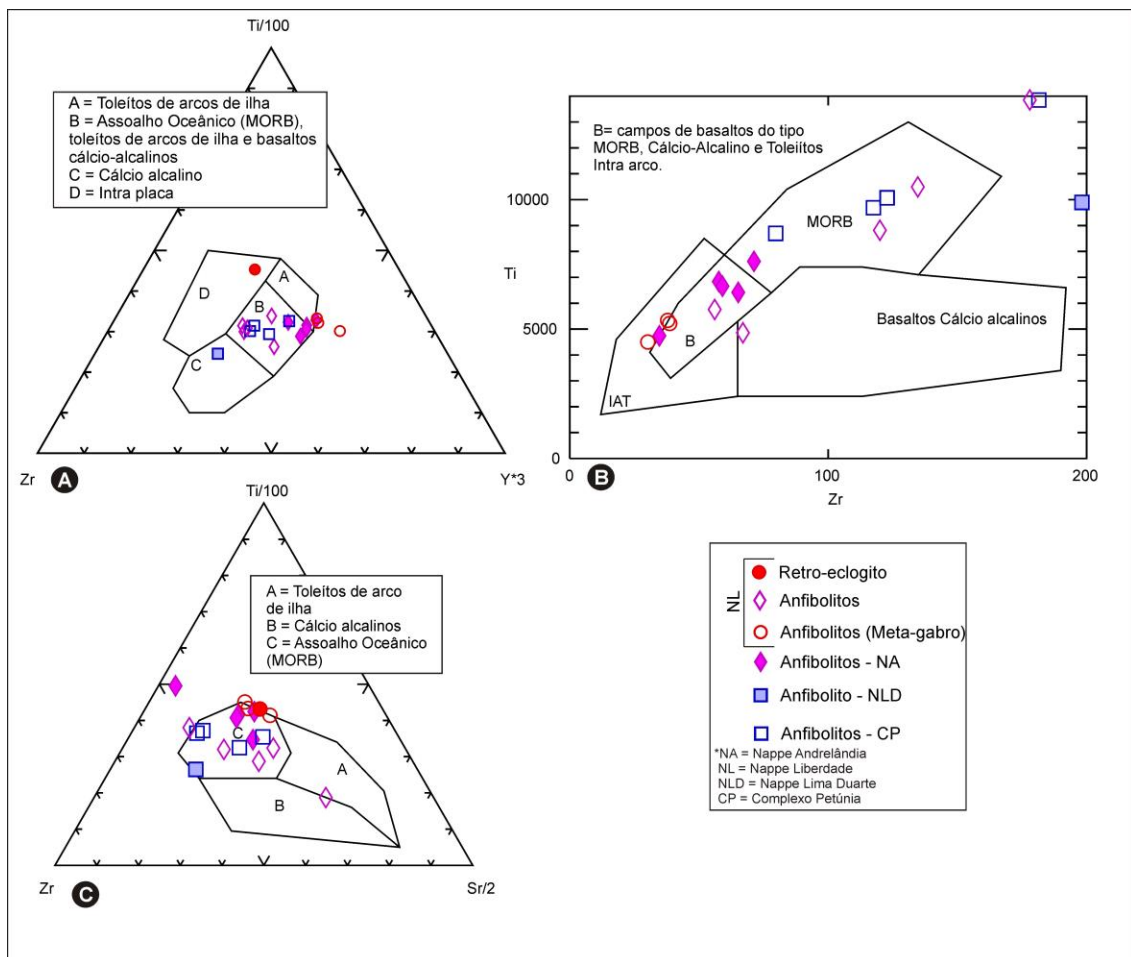 Ti/100
A = Toleítos de arcos de ilha
B = Assoalho Oceânico (MORB),
toleítos de arcos de ilha e basaltos
cálcio-alcalinos
C = Cálcio alcalino
D = Intra placa
A
D
B
C
Zr
A
Y*3
B= campos de basaltos do tipo
MORB, Cálcio-Alcalino e Toleiítos
Intra arco.
10000
MORB
Ti
5000
Basaltos Cálcio alcalinos
B
IAT
0
0
B
100
200
Zr
Ti/100
A = Toleítos de arco
de ilha
B = Cálcio alcalinos
C = Assoalho Oceânico
(MORB)
C
A
B
Zr
C
Sr/2
NL
Retro-eclogito
Anfibolitos
Anfibolitos (Meta-gabro)
Anfibolitos - NA
Anfibolito - NLD
Anfibolitos - CP
*NA = Nappe Andrelândia
NL = Nappe Liberdade
NLD = Nappe Lima Duarte
CP = Complexo Petúnia